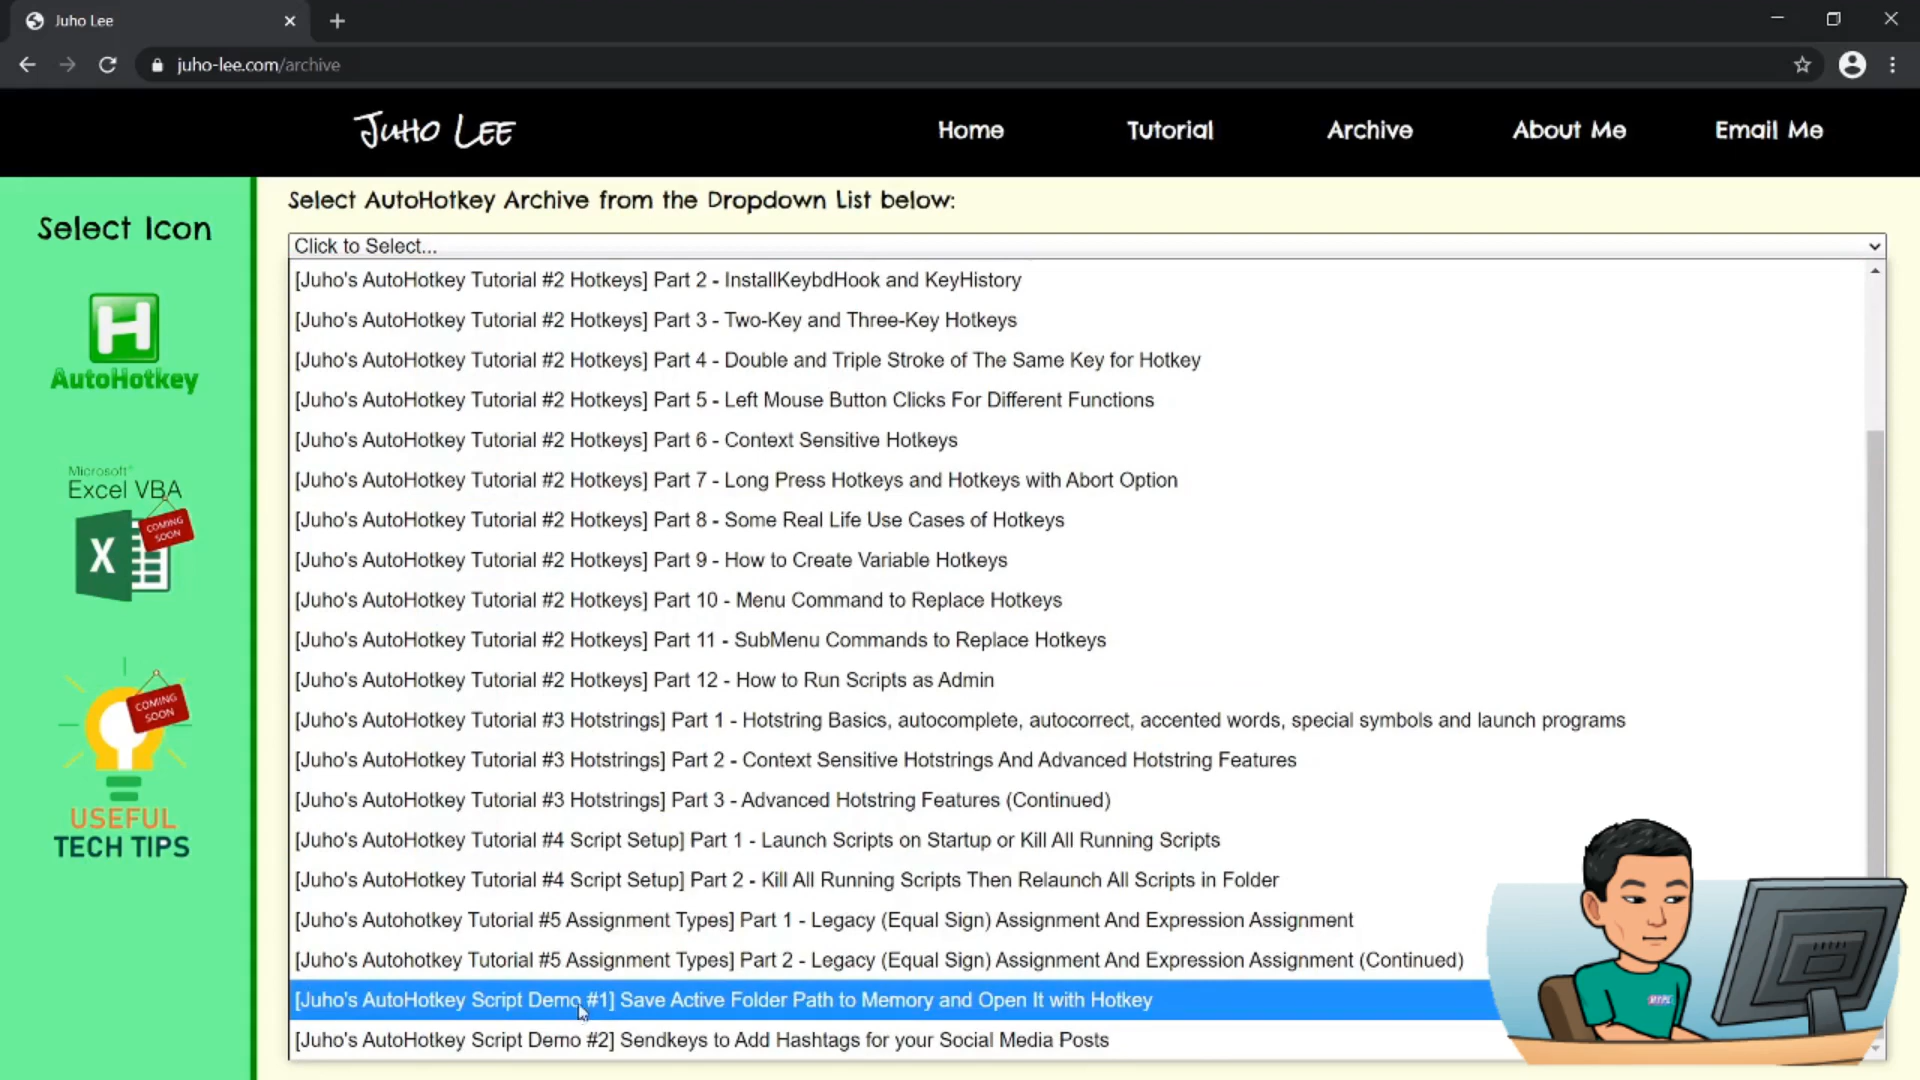 Juho Lee
juho-lee.com/archive
Juho Lee
Home
Tutorial
Archive
About Me
Email Me
Select Icon
AutoHotkey
Microsoft®
Excel VBA
COMING
SOON
COMING
SOON
USEFUL
TECH TIPS
Select AutoHotkey Archive from the Dropdown List below:
Click to Select...
[Juho's AutoHotkey Tutorial #2 Hotkeys] Part 2 - InstallKeybdHook and KeyHistory
[Juho's AutoHotkey Tutorial #2 Hotkeys] Part 3 - Two-Key and Three-Key Hotkeys
[Juho's AutoHotkey Tutorial #2 Hotkeys] Part 4 - Double and Triple Stroke of The Same Key for Hotkey
[Juho's AutoHotkey Tutorial #2 Hotkeys] Part 5 - Left Mouse Button Clicks For Different Functions
[Juho's AutoHotkey Tutorial #2 Hotkeys] Part 6 - Context Sensitive Hotkeys
[Juho's AutoHotkey Tutorial #2 Hotkeys] Part 7 - Long Press Hotkeys and Hotkeys with Abort Option
[Juho's AutoHotkey Tutorial #2 Hotkeys] Part 8 - Some Real Life Use Cases of Hotkeys
[Juho's AutoHotkey Tutorial #2 Hotkeys] Part 9 - How to Create Variable Hotkeys
[Juho's AutoHotkey Tutorial #2 Hotkeys] Part 10 - Menu Command to Replace Hotkeys
[Juho's AutoHotkey Tutorial #2 Hotkeys] Part 11 - SubMenu Commands to Replace Hotkeys
[Juho's AutoHotkey Tutorial #2 Hotkeys] Part 12 - How to Run Scripts as Admin
[Juho's AutoHotkey Tutorial #3 Hotstrings] Part 1 - Hotstring Basics, autocomplete, autocorrect, accented words, special symbols and launch programs
[Juho's AutoHotkey Tutorial #3 Hotstrings] Part 2 - Context Sensitive Hotstrings And Advanced Hotstring Features
[Juho's AutoHotkey Tutorial #3 Hotstrings] Part 3 - Advanced Hotstring Features (Continued)
[Juho's AutoHotkey Tutorial #4 Script Setup] Part 1 - Launch Scripts on Startup or Kill All Running Scripts
[Juho's AutoHotkey Tutorial #4 Script Setup] Part 2 - Kill All Running Scripts Then Relaunch All Scripts in Folder
[Juho's Autohotkey Tutorial #5 Assignment Types] Part 1 - Legacy (Equal Sign) Assignment And Expression Assignment
[Juho's Autohotkey Tutorial #5 Assignment Types] Part 2 - Legacy (Equal Sign) Assignment And Expression Assignment (Continued)
[Juho's AutoHotkey Script Demo #1] Save Active Folder Path to Memory and Open It with Hotkey
[Juho's AutoHotkey Script Demo #2] Sendkeys to Add Hashtags for your Social Media Posts